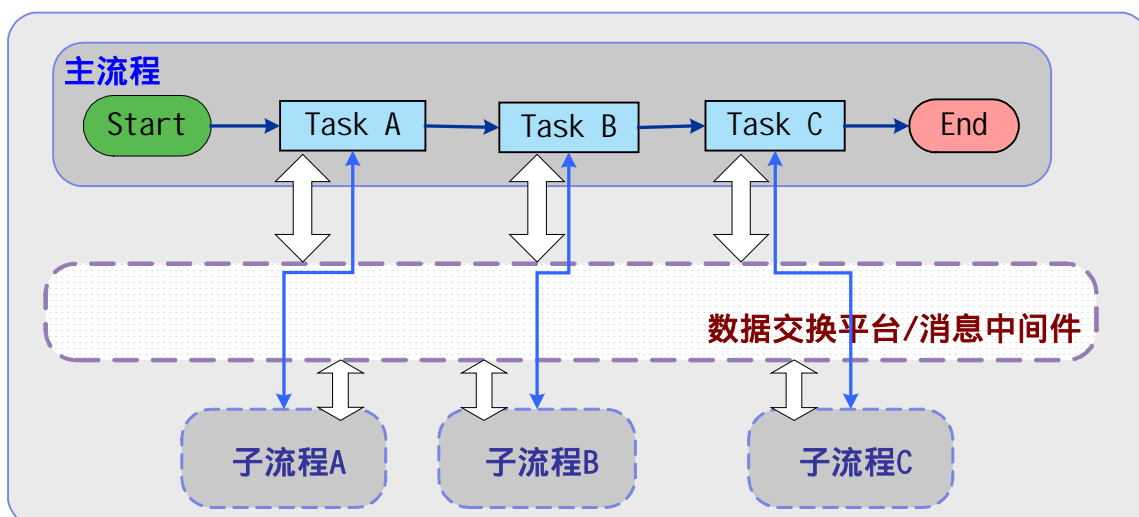 主流程
Start
Task A
Task B
Task C
End
数据交换平台/消息中间件
子流程A
子流程B
子流程C